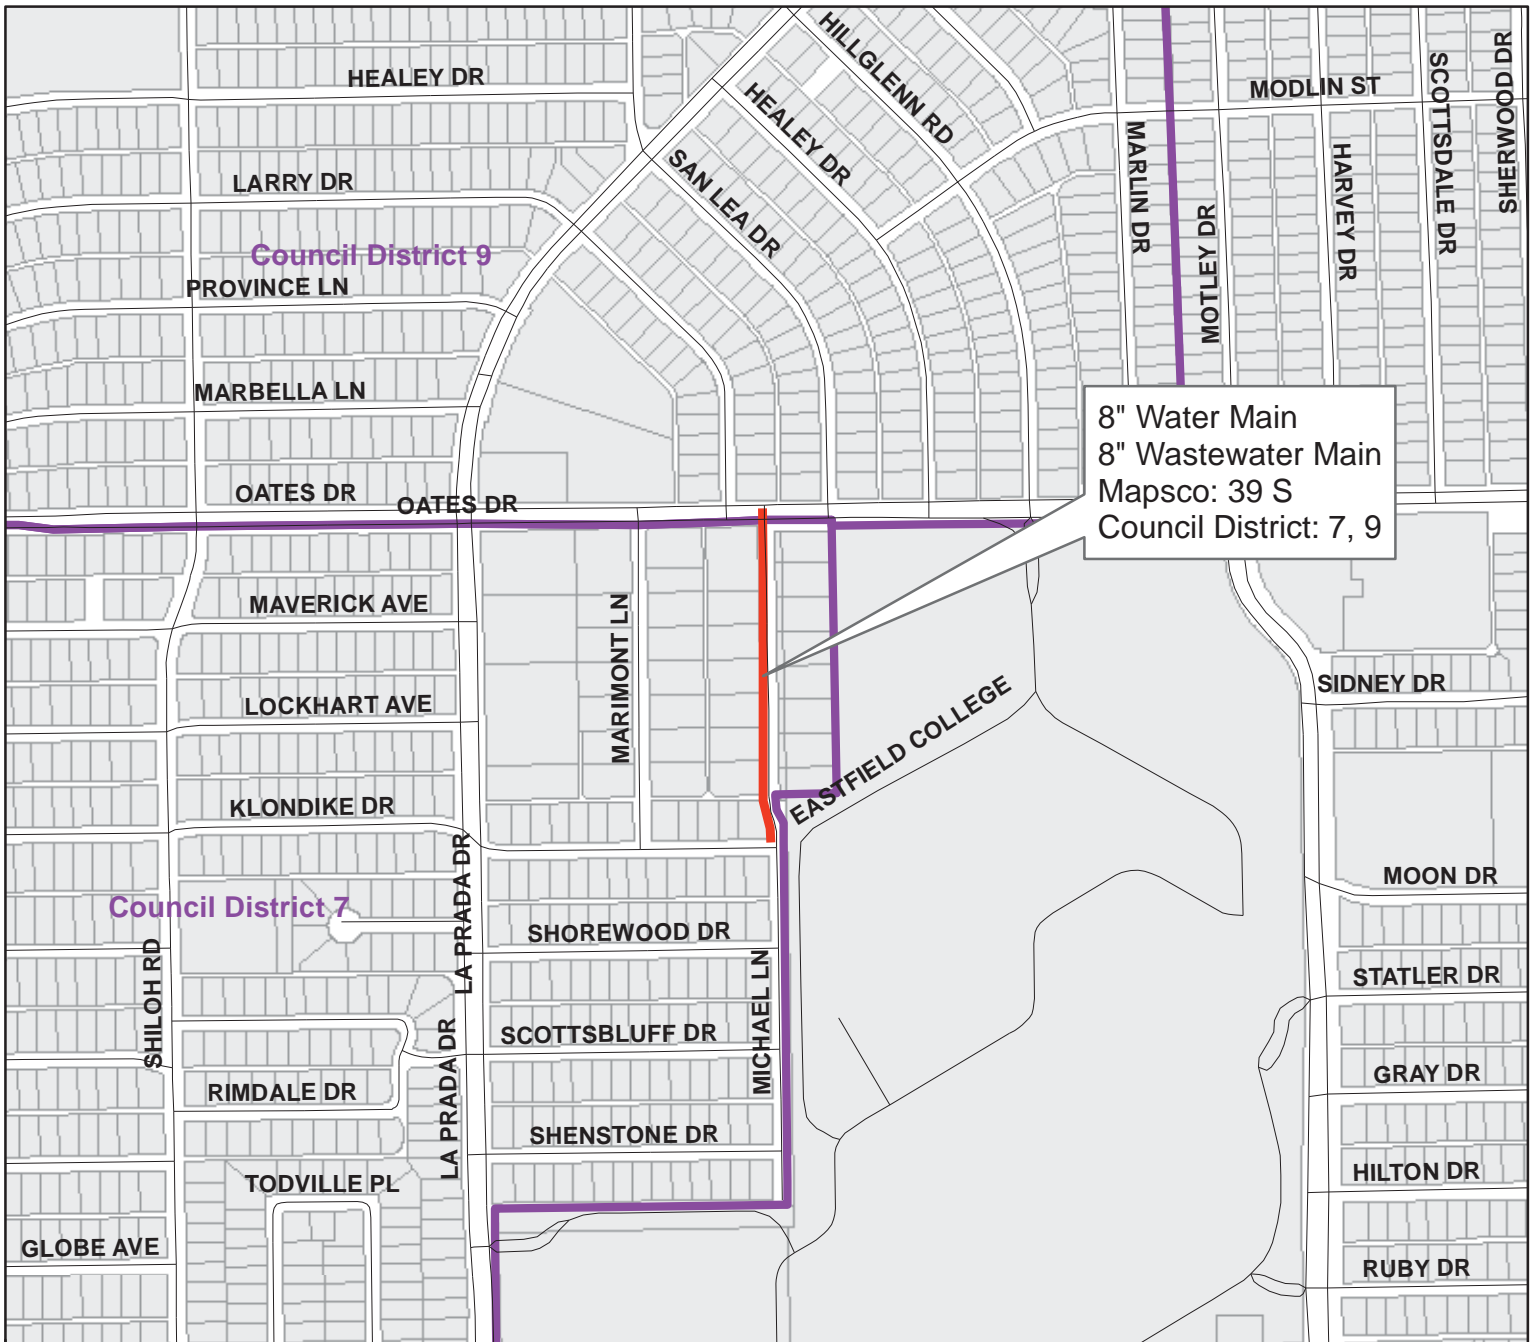 HEALEY DR
HILLGLENN RD
HEALEY DR
MODLIN ST
SCOTTSDALE DR
SHERWOOD DR
LARRY DR
SAN LEA DR
MARLIN DR
HARVEY DR
MOTLEY DR
Council District 9
PROVINCE LN
MARBELLA LN
8" Water Main
8" Wastewater Main
Mapsco: 39 S
Council District: 7, 9
OATES DR
OATES DR
MAVERICK AVE
MARIMONT LN
LOCKHART AVE
EASTFIELD COLLEGE
SIDNEY DR
KLONDIKE DR
LA PRADA DR
MOON DR
Council District 7
SHOREWOOD DR
SHILOH RD
MICHAEL LN
STATLER DR
SCOTTSBLUFF DR
LA PRADA DR
RIMDALE DR
GRAY DR
SHENSTONE DR
TODVILLE PL
HILTON DR
GLOBE AVE
RUBY DR